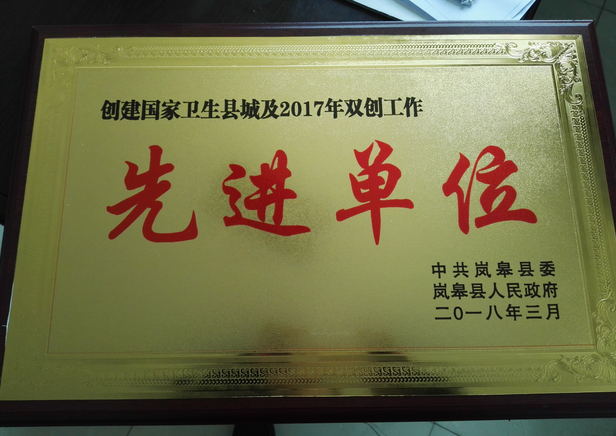 创建国家卫生县城及2017年双创工作
先进单位
中共岚皋县委
岚皋县人民政府
二O一八年三月